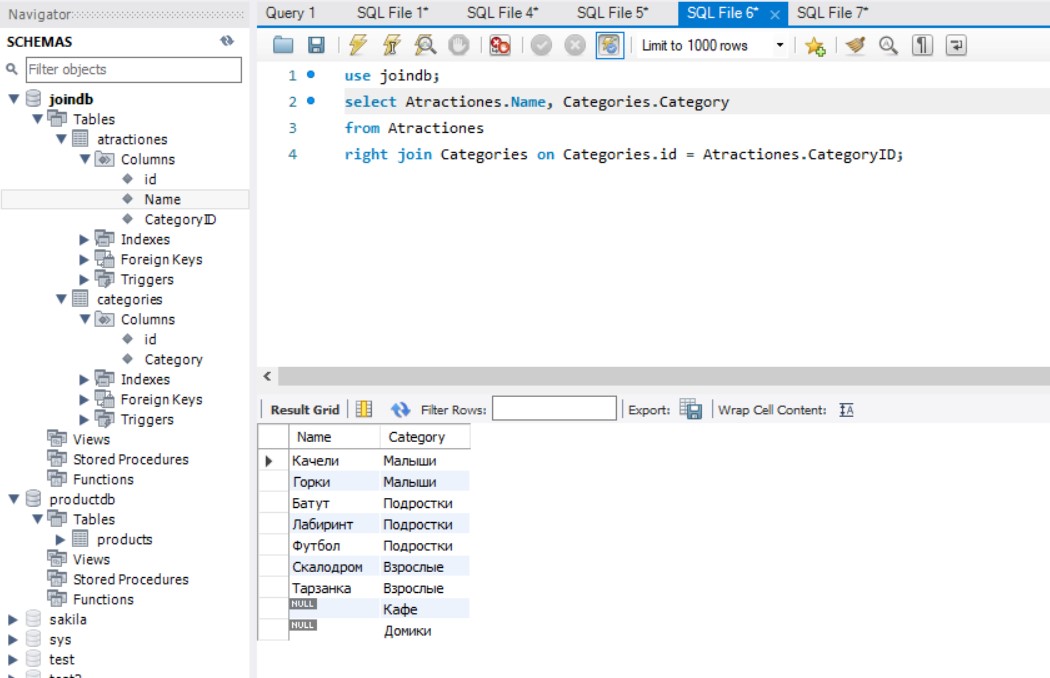 Navigator
SCHEMAS
Filter objects
joindb
Tables
atractiones
Columns
id
Name
CategoryID
Indexes
Foreign Keys
Triggers
categories
Columns
id
Category
Indexes
Foreign Keys
Triggers
Views
Stored Procedures
Functions
productdb
Tables
products
Views
Stored Procedures
Functions
sakila
sys
test
Query 1 SQL File 1* SQL File 4* SQL File 5* SQL File 6* SQL File 7*
Limit to 1000 rows
1 use joindb;
2 select Atractiones.Name, Categories.Category
3 from Atractiones
4 right join Categories on Categories.id = Atractiones.CategoryID;
Result Grid Filter Rows: Export: Wrap Cell Content:
Name Category
Качели Малыши
Горки Малыши
Батут Подростки
Лабиринт Подростки
Футбол Подростки
Скалодром Взрослые
Тарзанка Взрослые
NULL Кафе
NULL Домики